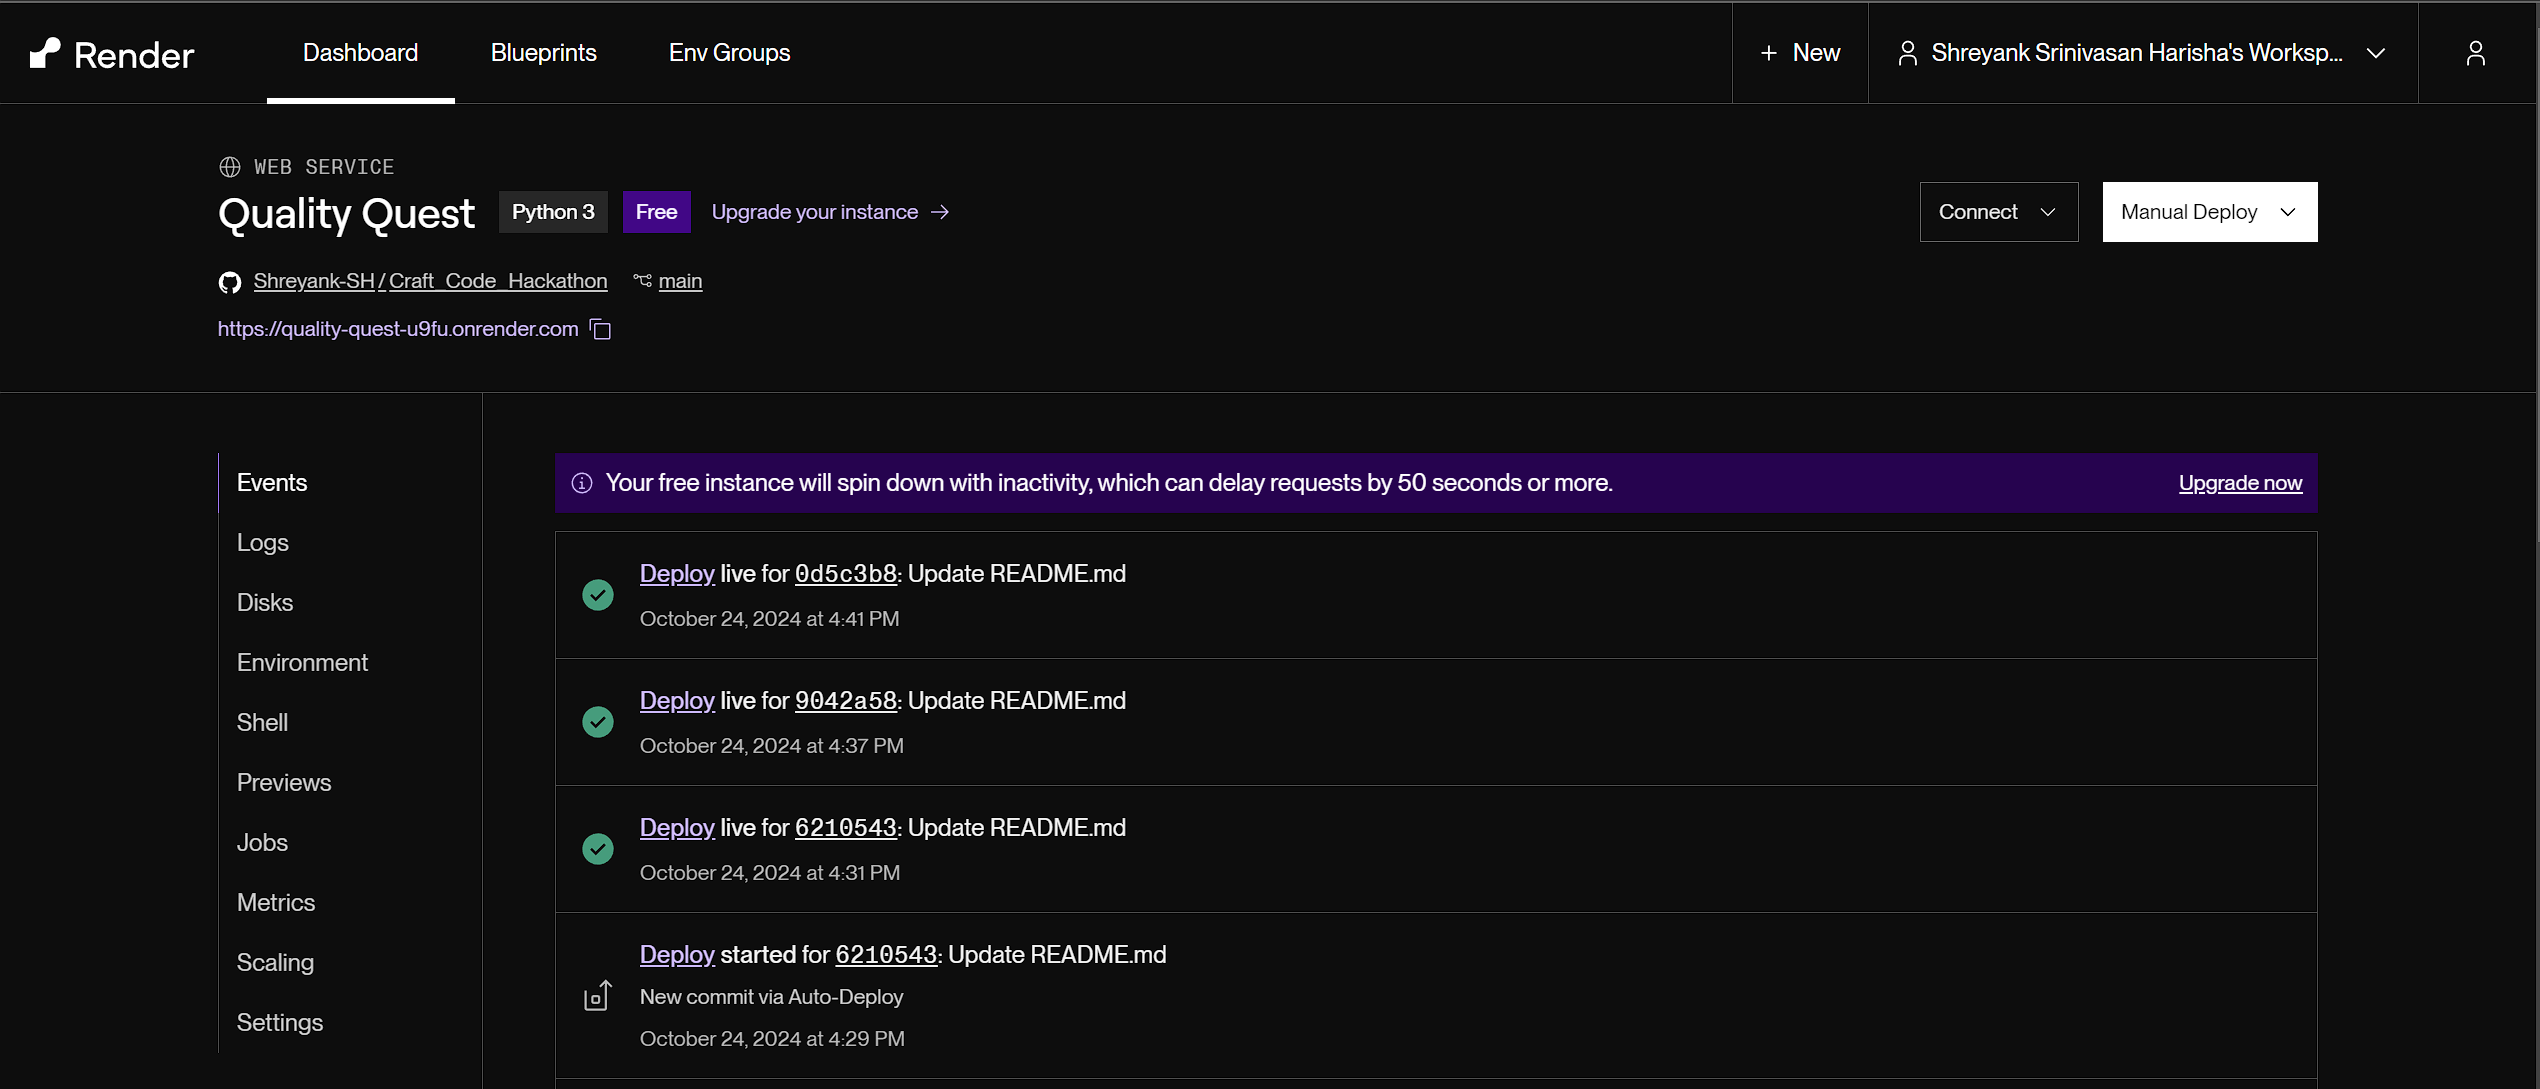 Render
Dashboard
Blueprints
Env Groups
+ New
Shreyank Srinivasan Harisha's Worksp...
WEB SERVICE
Quality Quest
Python 3
Free
Upgrade your instance →
Connect
Manual Deploy
Shreyank-SH / Craft_Code_Hackathon
main
https://quality-quest-u9fu.onrender.com
Events
Logs
Disks
Environment
Shell
Previews
Jobs
Metrics
Scaling
Settings
Your free instance will spin down with inactivity, which can delay requests by 50 seconds or more.
Upgrade now
Deploy live for 0d5c3b8: Update README.md
October 24, 2024 at 4:41 PM
Deploy live for 9042a58: Update README.md
October 24, 2024 at 4:37 PM
Deploy live for 6210543: Update README.md
October 24, 2024 at 4:31 PM
Deploy started for 6210543: Update README.md
New commit via Auto-Deploy
October 24, 2024 at 4:29 PM